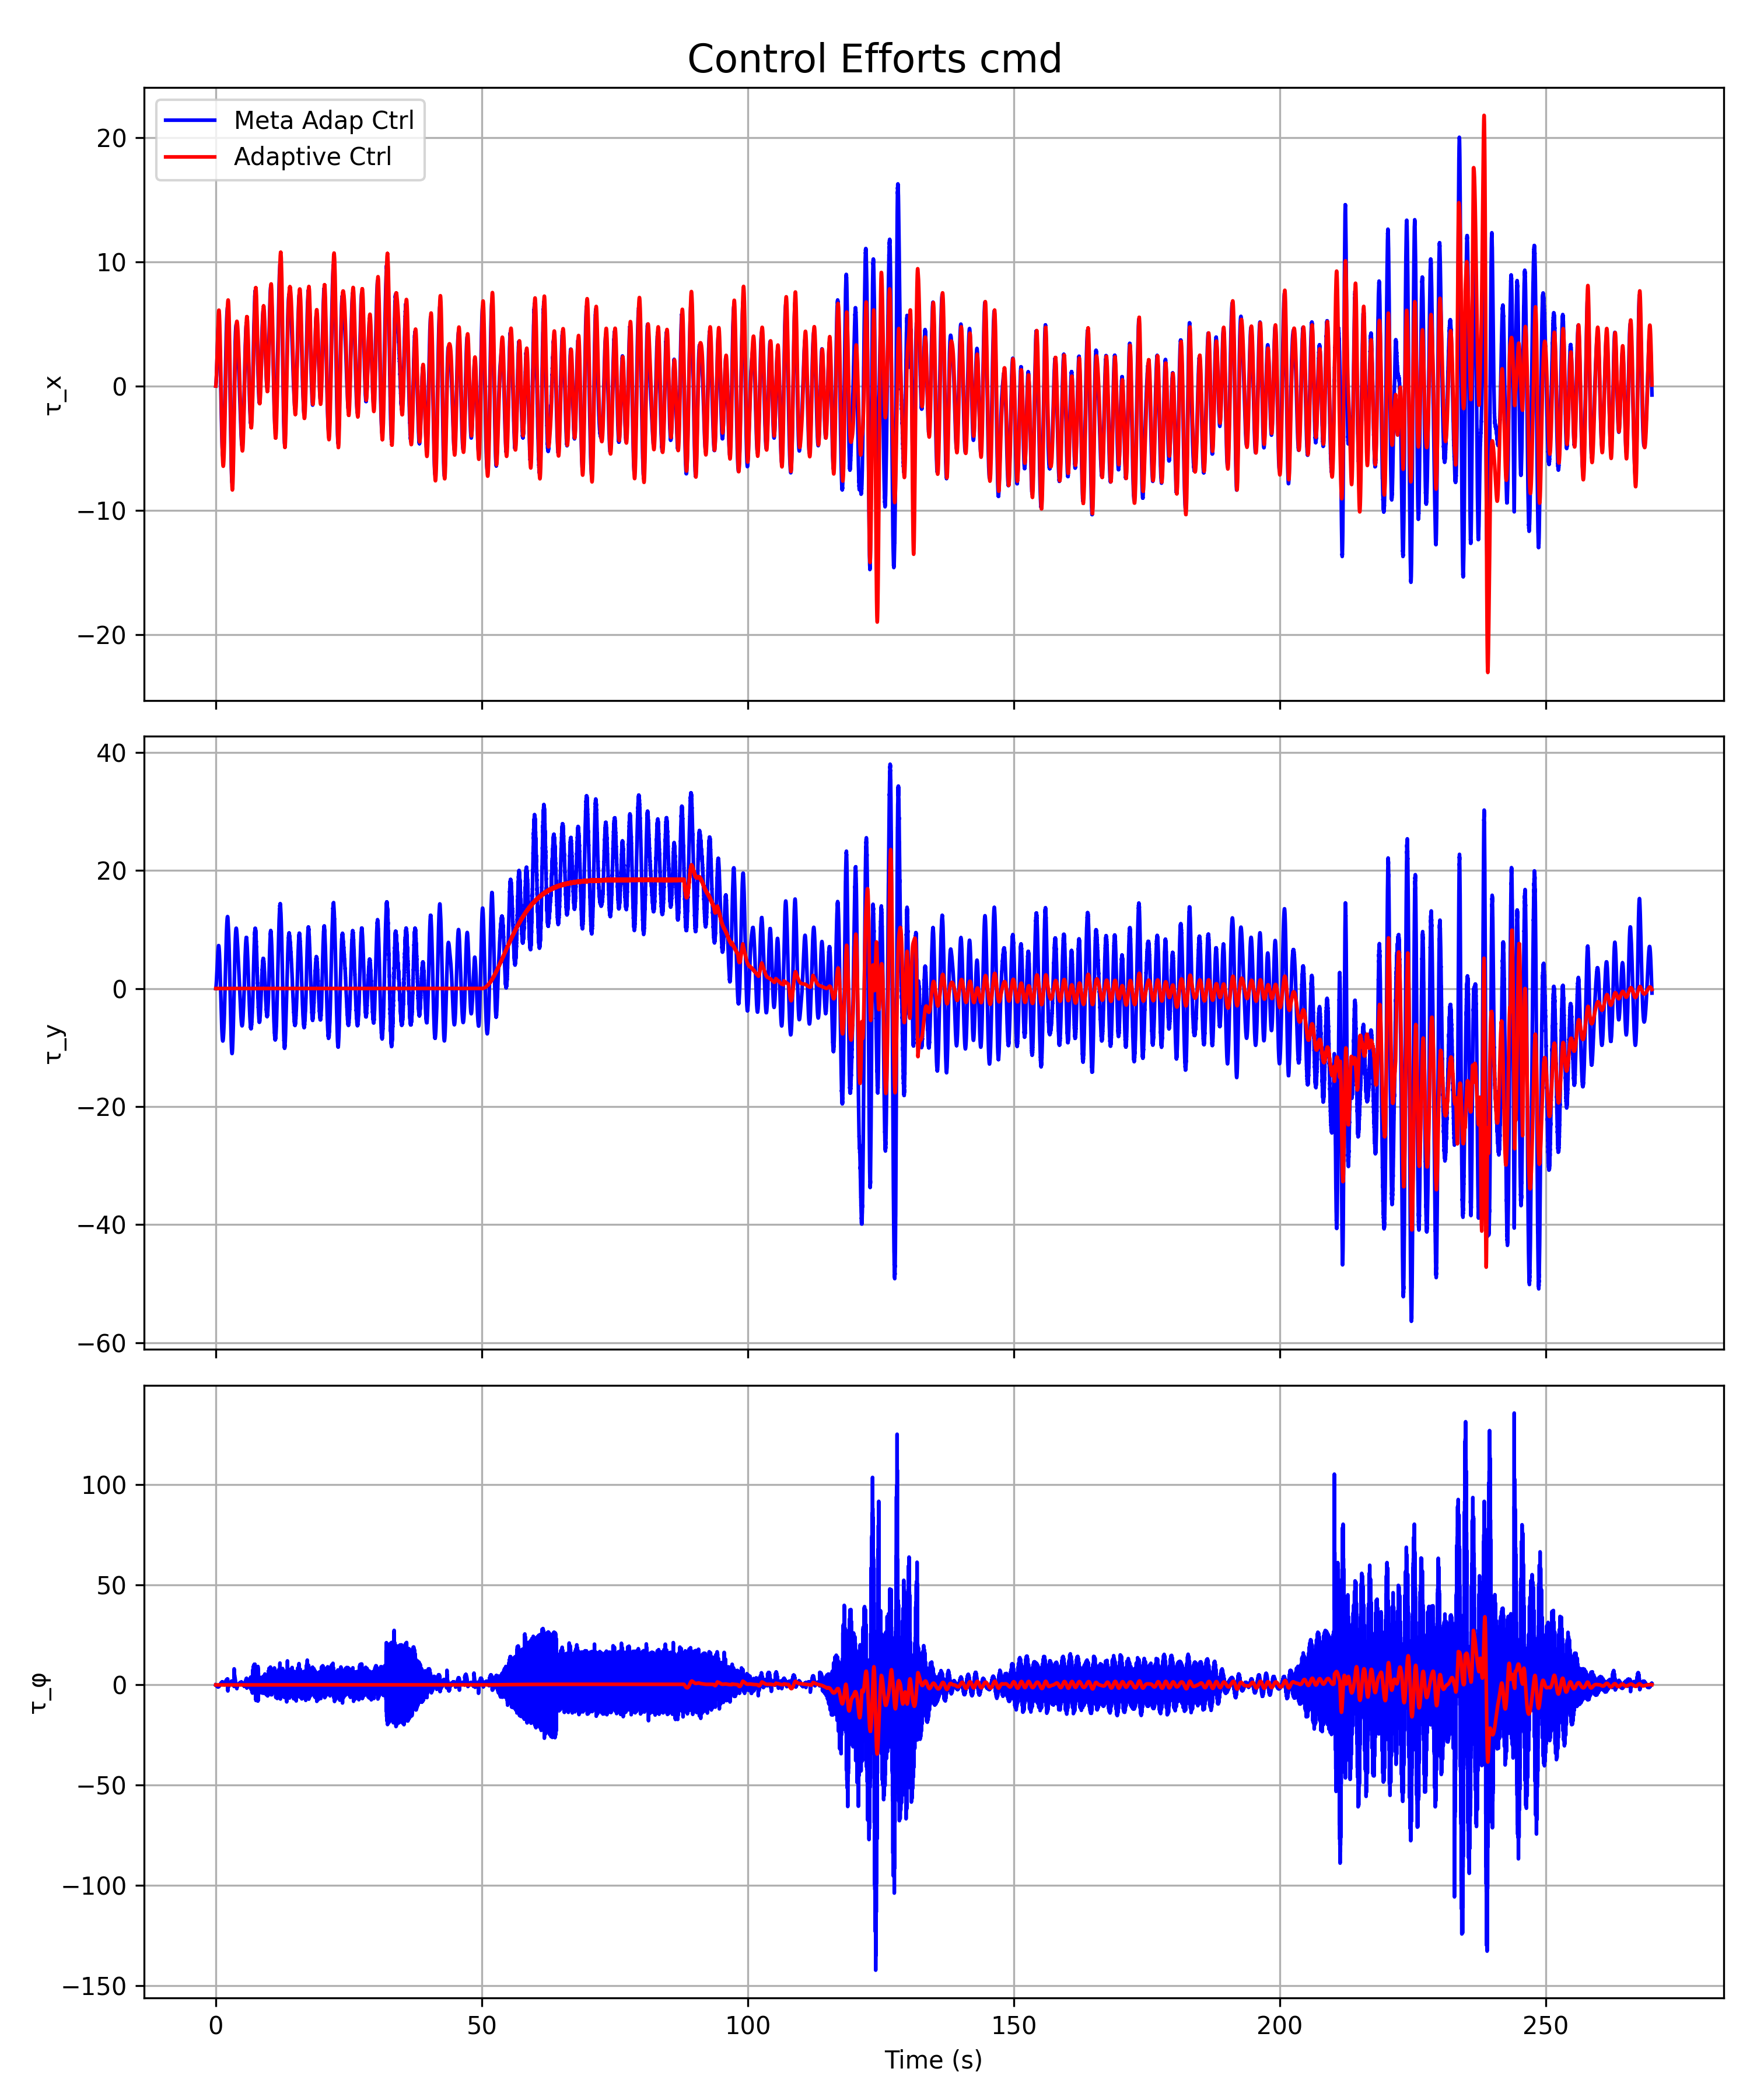 Control Efforts cmd
Meta Adap Ctrl
Adaptive Ctrl
20
10
0
−10
−20
τ_x
40
20
0
−20
−40
−60
τ_y
100
50
0
−50
−100
−150
τ_φ
0 50 100 150 200 250
Time (s)